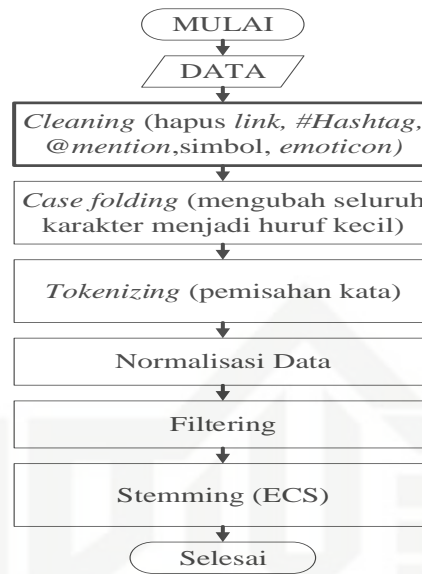 MULAI
DATA
Cleaning (hapus link, #Hashtag,
@mention,simbol, emoticon)
Case folding (mengubah seluruh
karakter menjadi huruf kecil)
Tokenizing (pemisahan kata)
Normalisasi Data
Filtering
Stemming (ECS)
Selesai